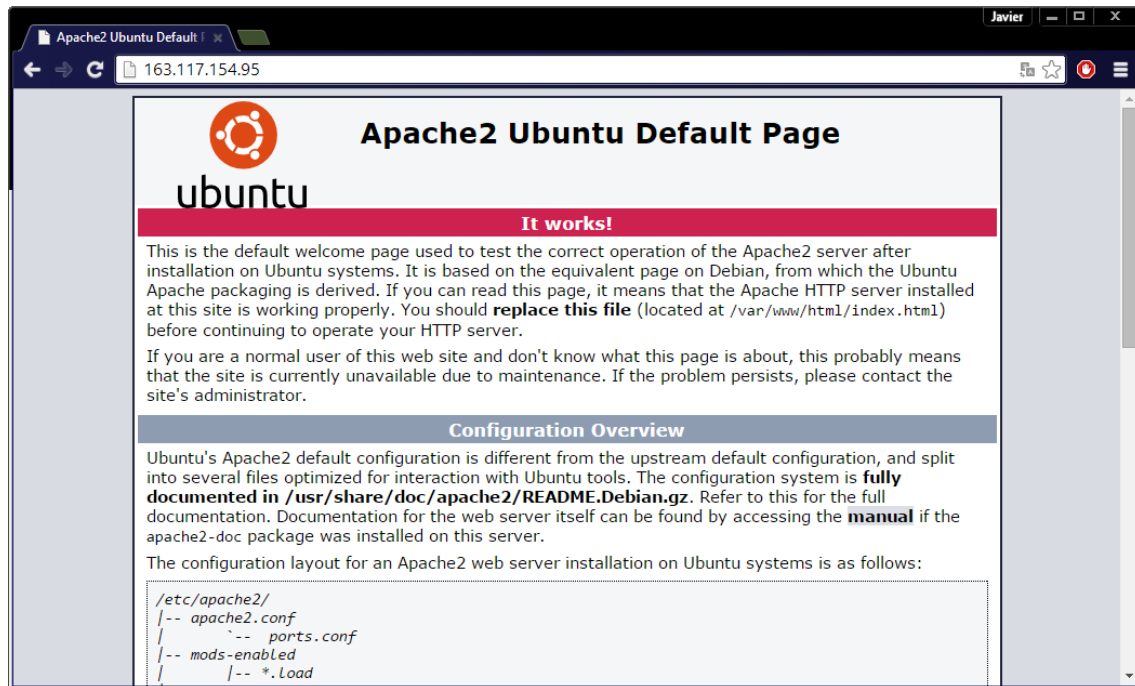 Javier
Apache2 Ubuntu Default
163.117.154.95
ubuntu
Apache2 Ubuntu Default Page
It works!
This is the default welcome page used to test the correct operation of the Apache2 server after
installation on Ubuntu systems. It is based on the equivalent page on Debian, from which the Ubuntu
Apache packaging is derived. If you can read this page, it means that the Apache HTTP server installed
at this site is working properly. You should replace this file (located at /var/www/html/index.html)
before continuing to operate your HTTP server.
If you are a normal user of this web site and don't know what this page is about, this probably means
that the site is currently unavailable due to maintenance. If the problem persists, please contact the
site's administrator.
Configuration Overview
Ubuntu's Apache2 default configuration is different from the upstream default configuration, and split
into several files optimized for interaction with Ubuntu tools. The configuration system is fully
documented in /usr/share/doc/apache2/README.Debian.gz. Refer to this for the full
documentation. Documentation for the web server itself can be found by accessing the manual if the
apache2-doc package was installed on this server.
The configuration layout for an Apache2 web server installation on Ubuntu systems is as follows:
/etc/apache2/
|-- apache2.conf
|       `--  ports.conf
|-- mods-enabled
|       |-- *.load